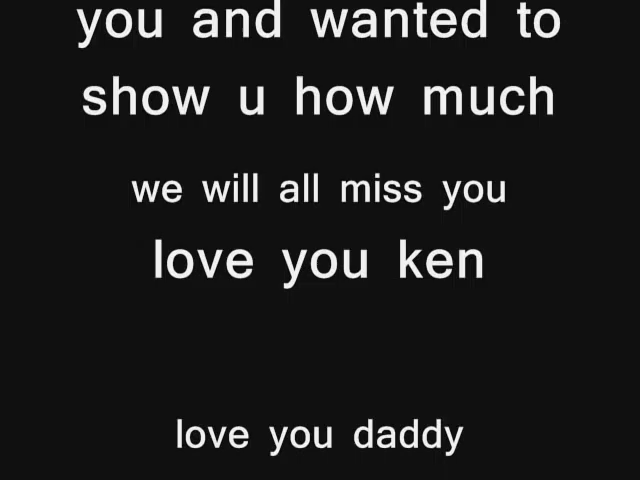 you and wanted to
show u how much
we will all miss you
love you ken
love you daddy